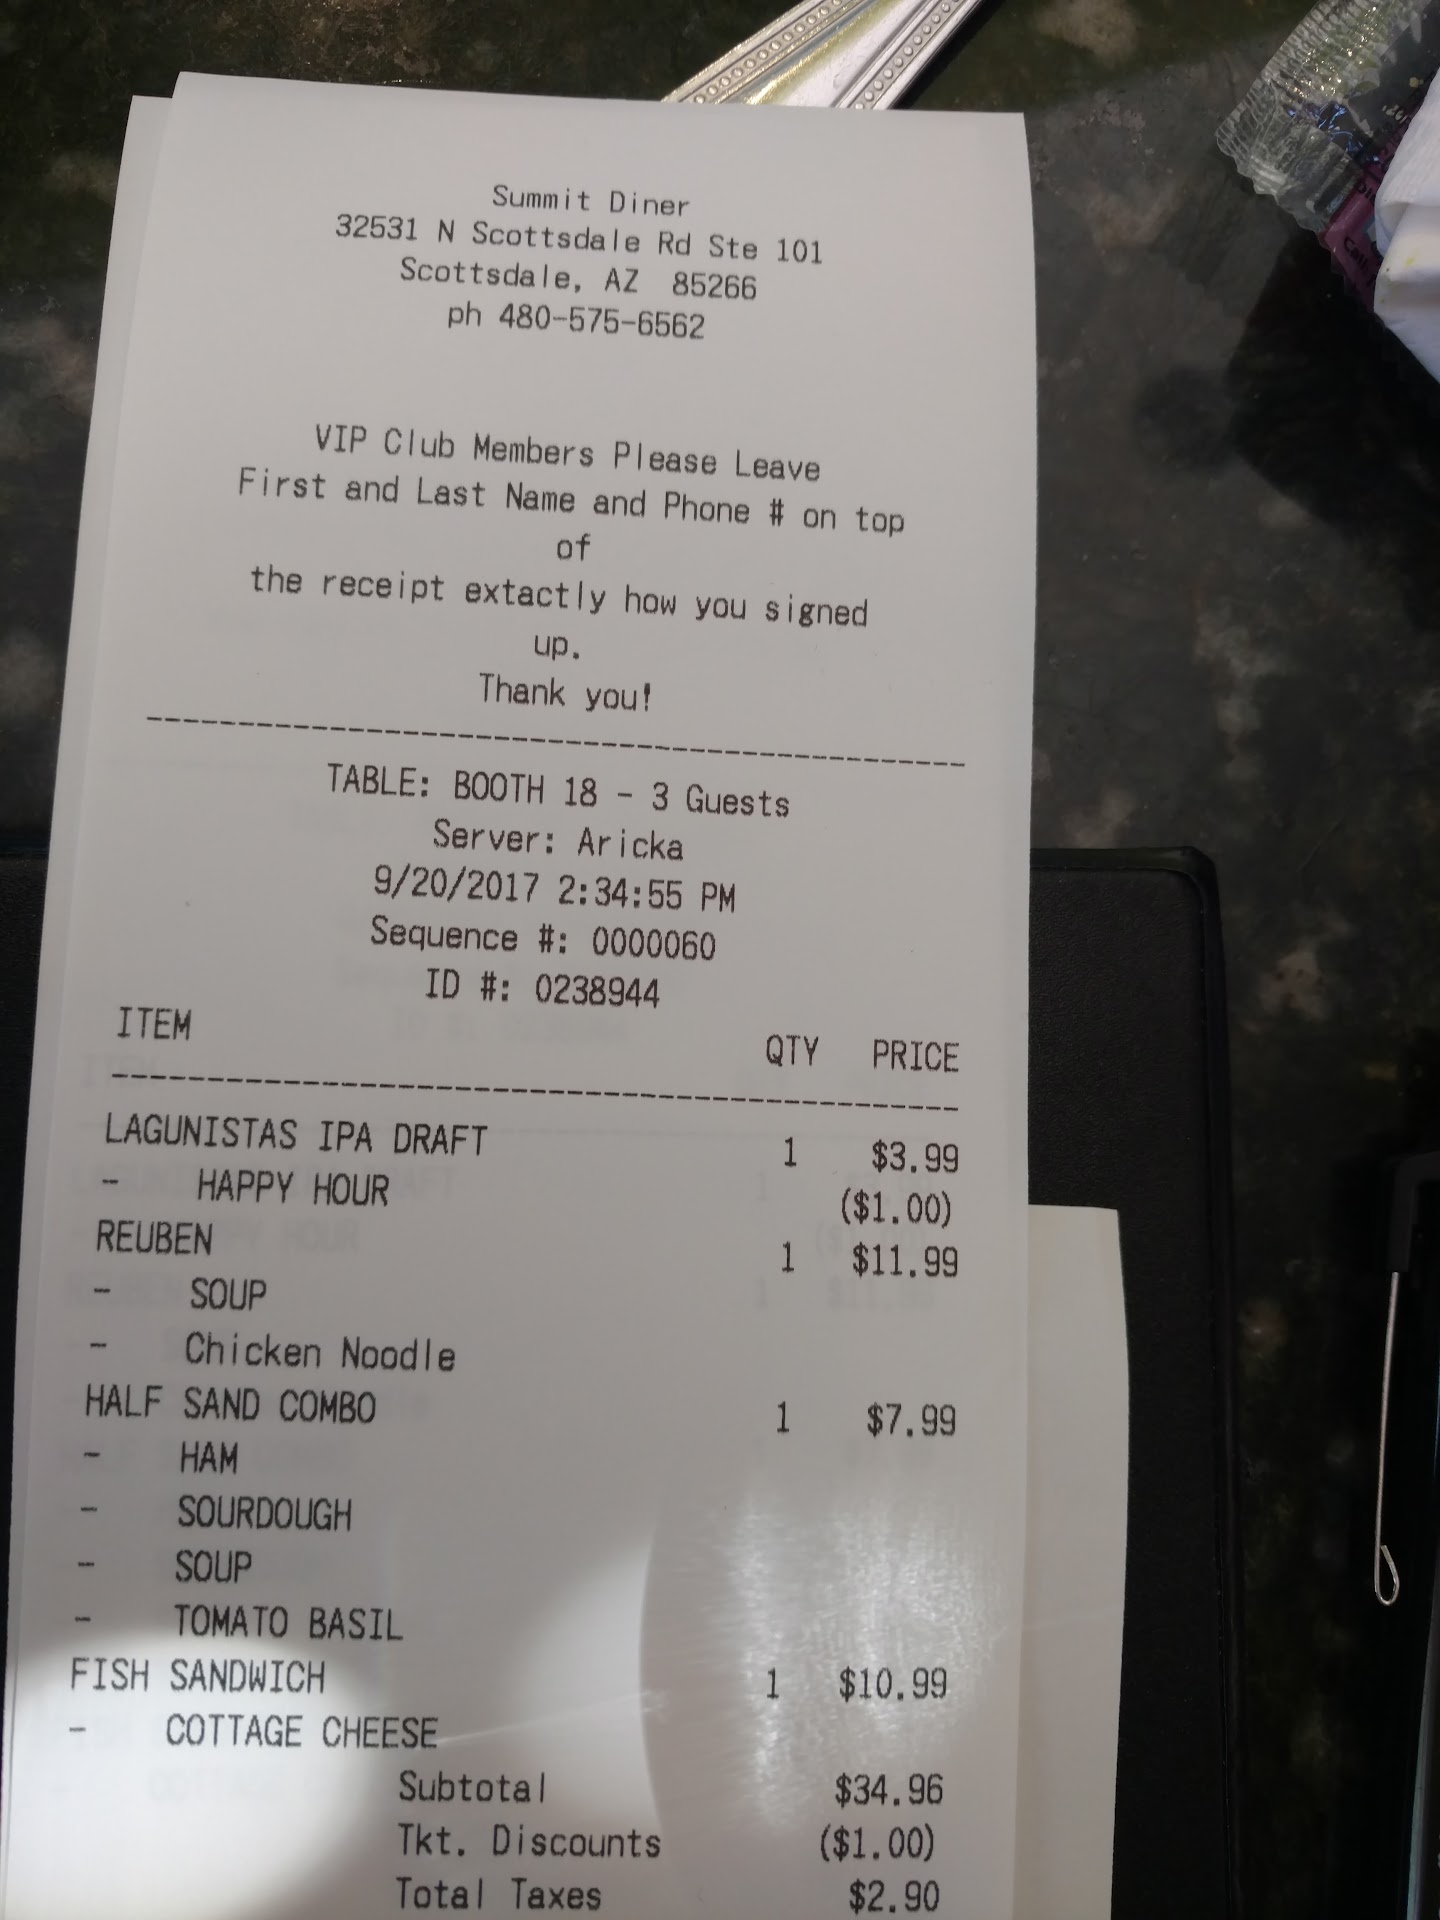 Summit Diner
32531 N Scottsdale Rd Ste 101
Scottsdale, AZ 85266
ph 480-575-6562
VIP Club Members Please Leave
First and Last Name and Phone # on top
of
the receipt extactly how you signed
up.
Thank you!
TABLE: BOOTH 18 - 3 Guests
Server: Aricka
9/20/2017 2:34:55 PM
Sequence #: 0000060
ID #: 0238944
ITEM QTY PRICE
LAGUNISTAS IPA DRAFT 1 $3.99
- HAPPY HOUR ($1.00)
REUBEN 1 $11.99
- SOUP
- Chicken Noodle
HALF SAND COMBO 1 $7.99
- HAM
- SOURDOUGH
- SOUP
- TOMATO BASIL
FISH SANDWICH 1 $10.99
- COTTAGE CHEESE
Subtotal $34.96
Tkt. Discounts ($1.00)
Total Taxes $2.90